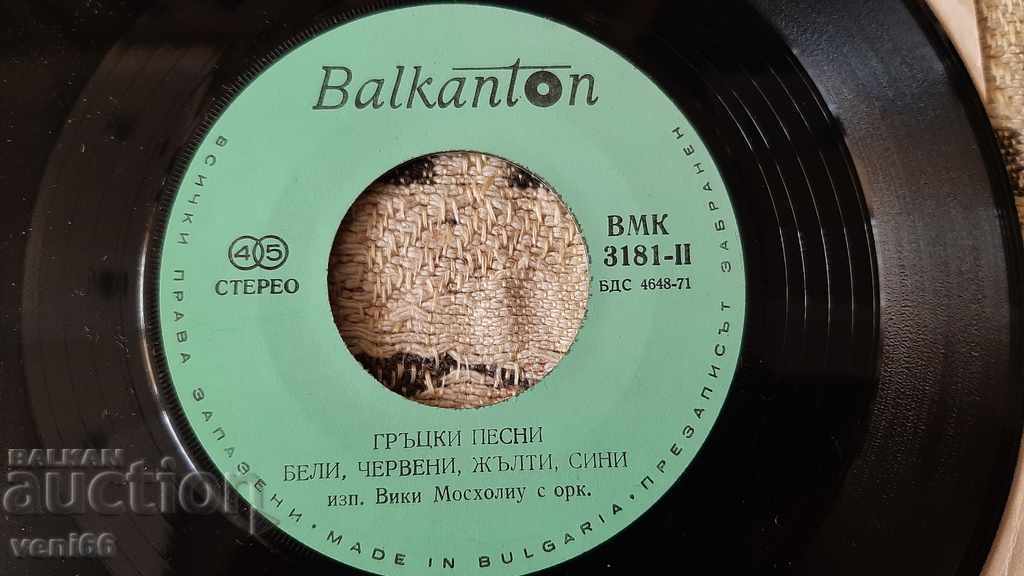 Balkanton
ВМК
3181-II
БДС 4648-71
45
СТЕРЕО
ГРЪЦКИ ПЕСНИ
БЕЛИ, ЧЕРВЕНИ, ЖЪЛТИ, СИНИ
изп. Вики Мосхолиу с орк.
ВСИЧКИ ПРАВА ЗАПАЗЕНИ • MADE IN BULGARIA • ПРЕЗАПИСЪТ ЗАБРАНЕН
BALKAN
auction
veni66